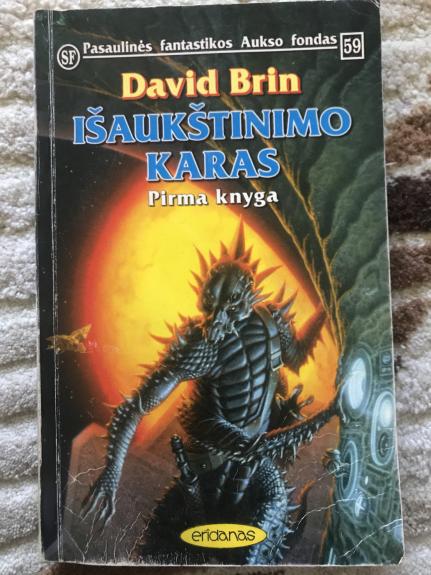 SF Pasaulinės fantastikos Aukso fondas 59
David Brin
IŠAUKŠTINIMO
KARAS
Pirma knyga
eridanas